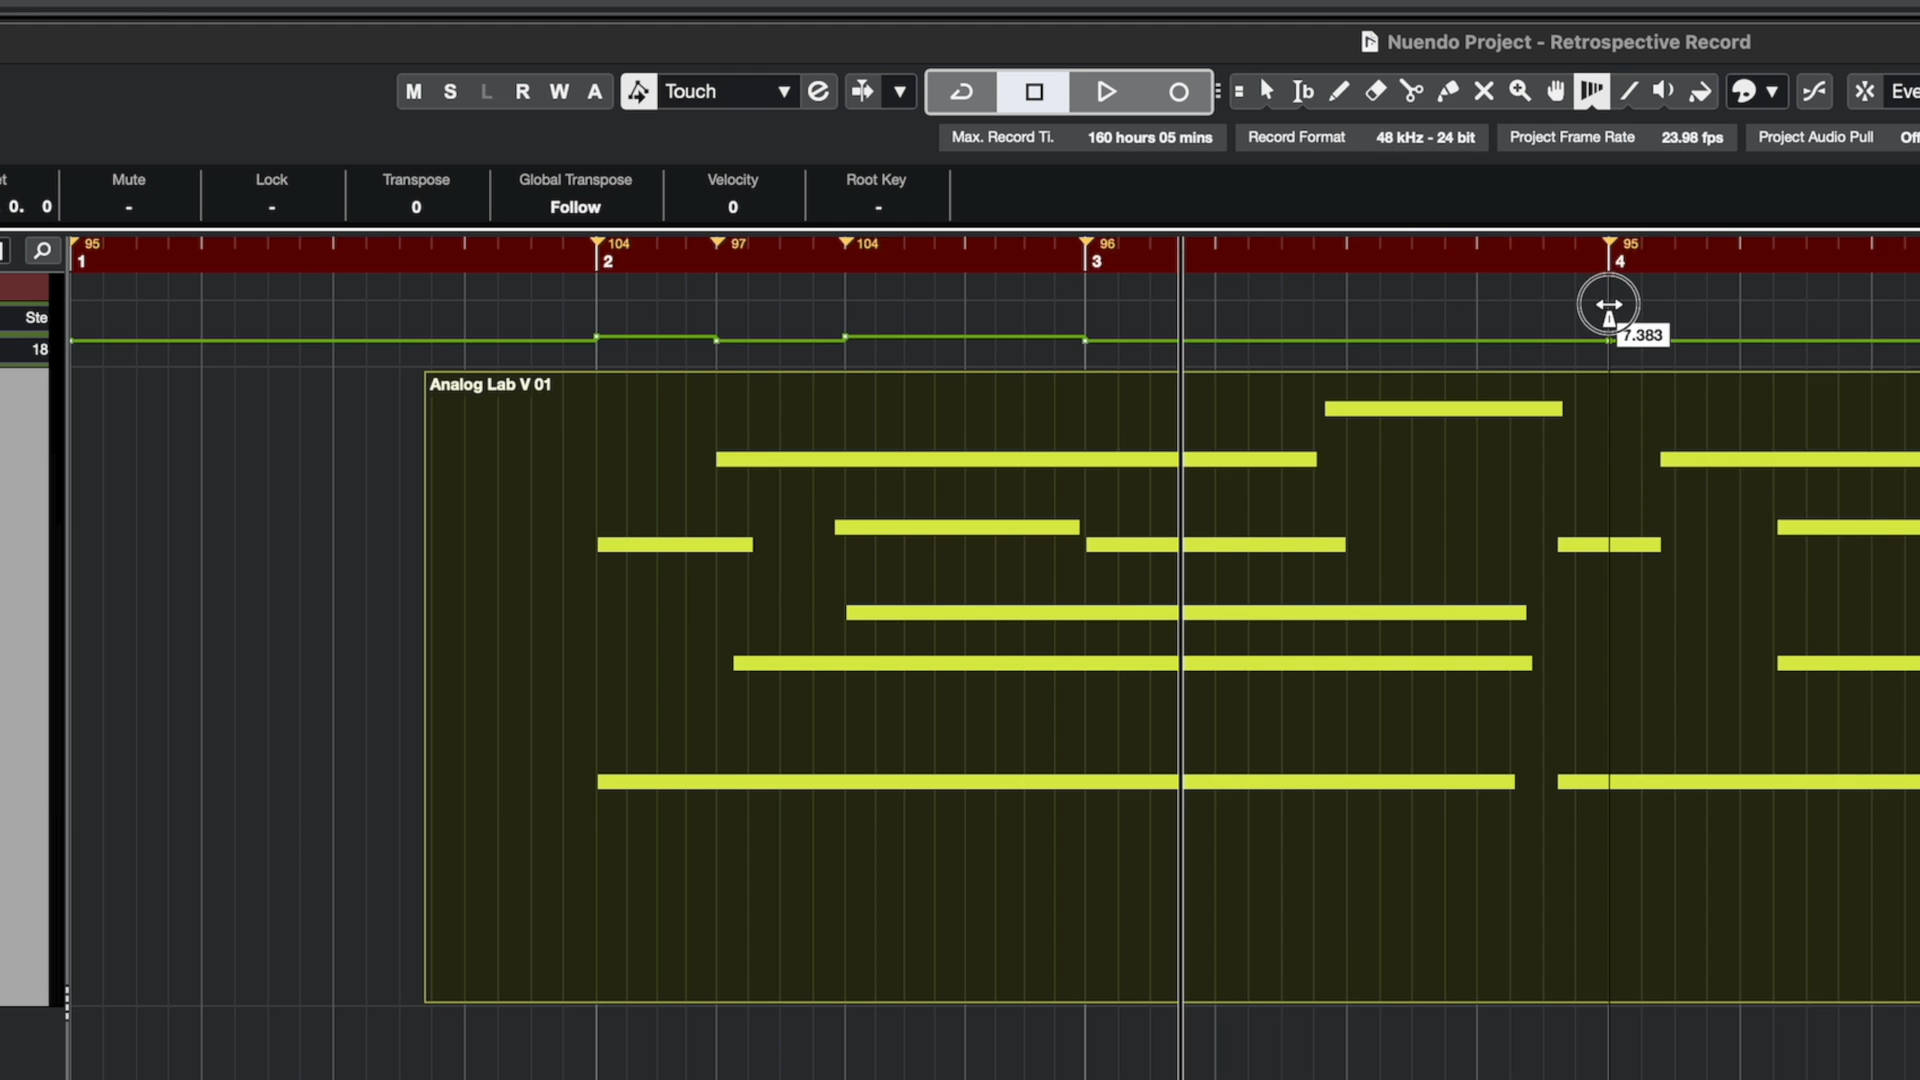 Nuendo Project - Retrospective Record
M S L R W A Touch
Eve
Max. Record Ti. 160 hours 05 mins Record Format 48 kHz - 24 bit Project Frame Rate 23.98 fps Project Audio Pull Off
Mute Lock Transpose Global Transpose Velocity Root Key
0. 0 - - 0 Follow 0 -
95 104 97 104 96 95
1 2 3 4
Ste
7.383
18
Analog Lab V 01